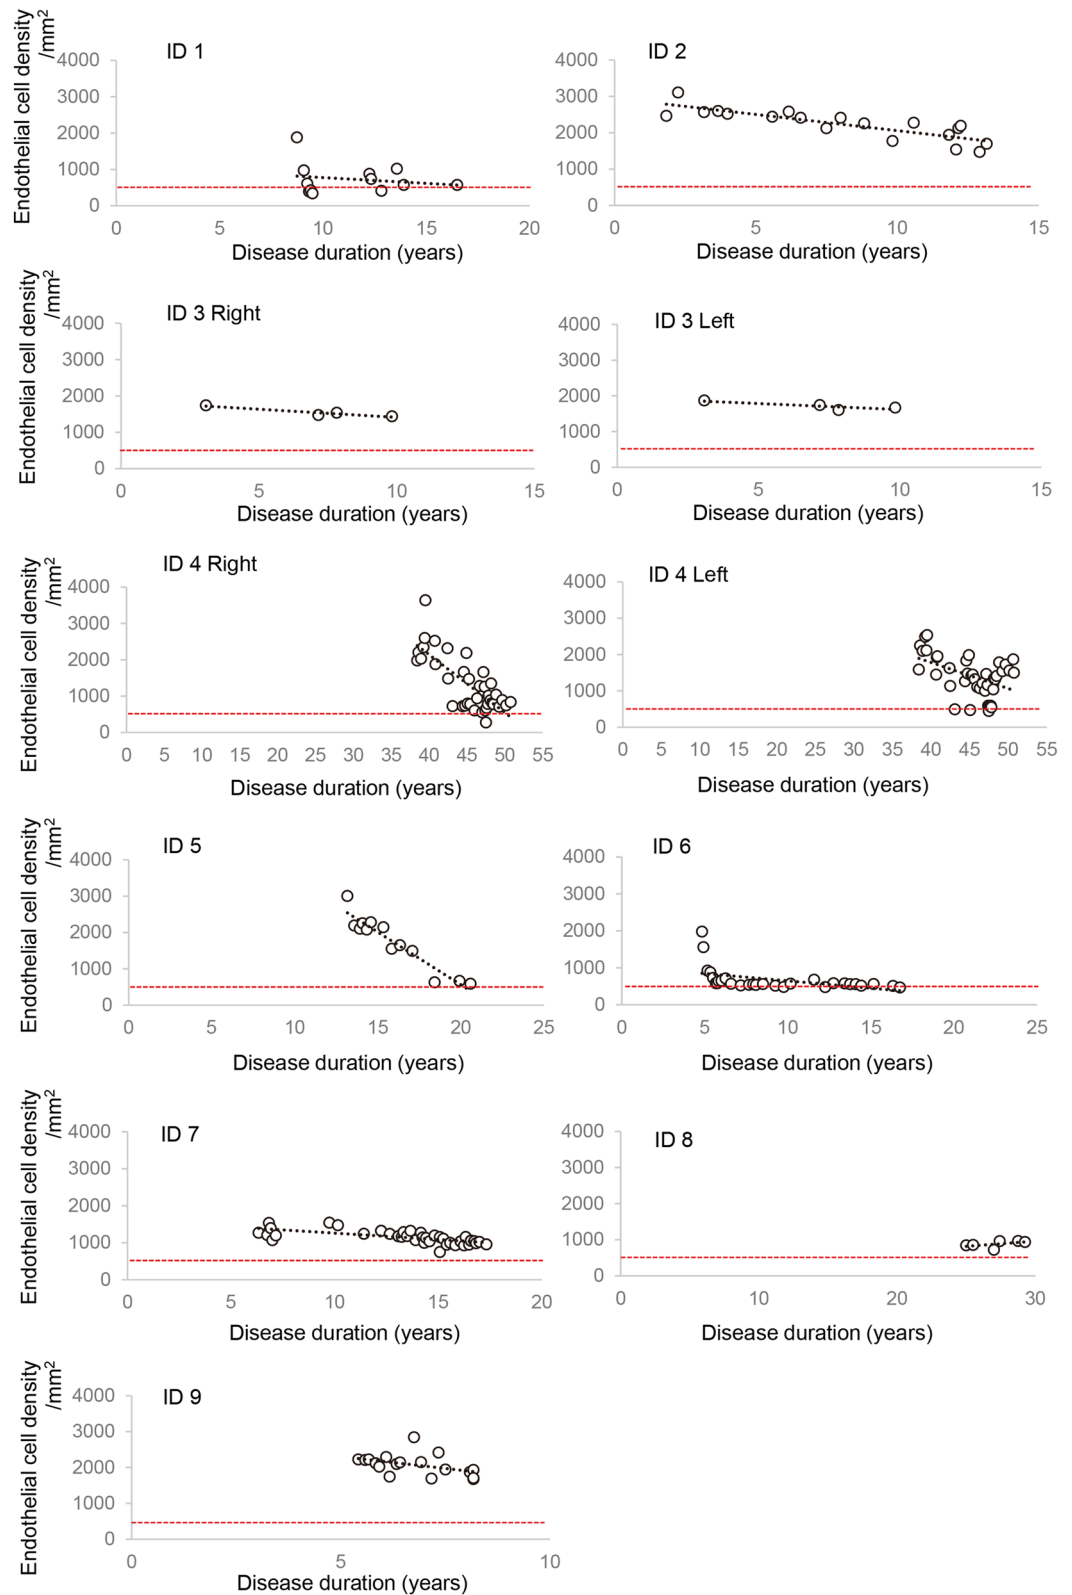 ID 1
Endothelial cell density
/mm²
4000
3000
2000
1000
0
0 5 10 15 20
Disease duration (years)
ID 2
4000
3000
2000
1000
0
0 5 10 15
Disease duration (years)
ID 3 Right
Endothelial cell density
/mm²
4000
3000
2000
1000
0
0 5 10 15
Disease duration (years)
ID 3 Left
4000
3000
2000
1000
0
0 5 10 15
Disease duration (years)
ID 4 Right
Endothelial cell density
/mm²
4000
3000
2000
1000
0
0 5 10 15 20 25 30 35 40 45 50 55
Disease duration (years)
ID 4 Left
4000
3000
2000
1000
0
0 5 10 15 20 25 30 35 40 45 50 55
Disease duration (years)
ID 5
Endothelial cell density
/mm²
4000
3000
2000
1000
0
0 5 10 15 20 25
Disease duration (years)
ID 6
4000
3000
2000
1000
0
0 5 10 15 20 25
Disease duration (years)
ID 7
Endothelial cell density
/mm²
4000
3000
2000
1000
0
0 5 10 15 20
Disease duration (years)
ID 8
4000
3000
2000
1000
0
0 10 20 30
Disease duration (years)
ID 9
Endothelial cell density
/mm²
4000
3000
2000
1000
0
0 5 10
Disease duration (years)